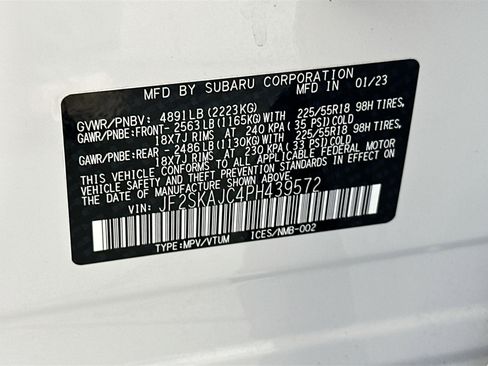 MFD BY SUBARU CORPORATION
MADE IN 01/23
GVWR/PNBV: 4891LB (2223KG)
GAWR/PNBE:FRONT- 2563LB(1165KG)WITH 225/55R18 98H TIRES,
18X7J RIMS AT 240 KPA(35 PSI)COLD
GAWR/PNBE:REAR - 2486LB(1130KG)WITH 225/55R18 98H TIRES,
18X7J RIMS AT 230 KPA(33 PSI)COLD
THIS VEHICLE CONFORMS TO ALL APPLICABLE FEDERAL MOTOR
VEHICLE SAFETY AND THEFT PREVENTION STANDARDS IN EFFECT
ON THE DATE OF MANUFACTURE SHOWN ABOVE.
VIN: JF2SKAJC4PH439572
TYPE:MPV/VTUM ICES/NMB-002